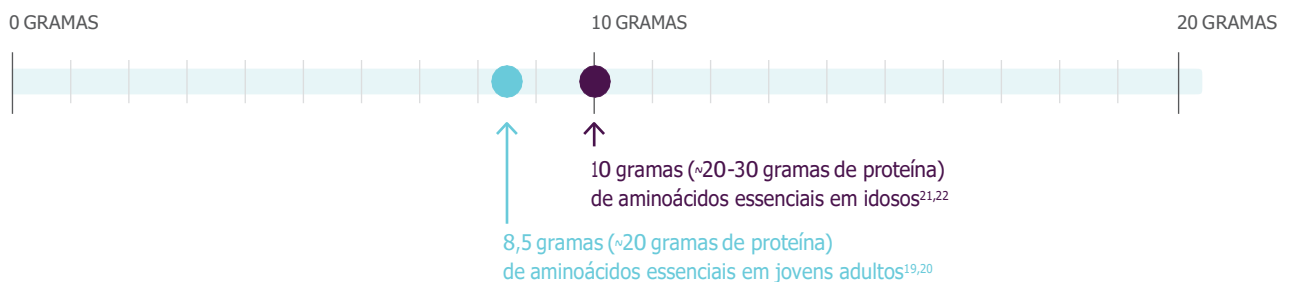 0 GRAMAS 10 GRAMAS 20 GRAMAS
10 gramas (~20-30 gramas de proteína)
de aminoácidos essenciais em idosos21,22
8,5 gramas (~20 gramas de proteína)
de aminoácidos essenciais em jovens adultos19,20